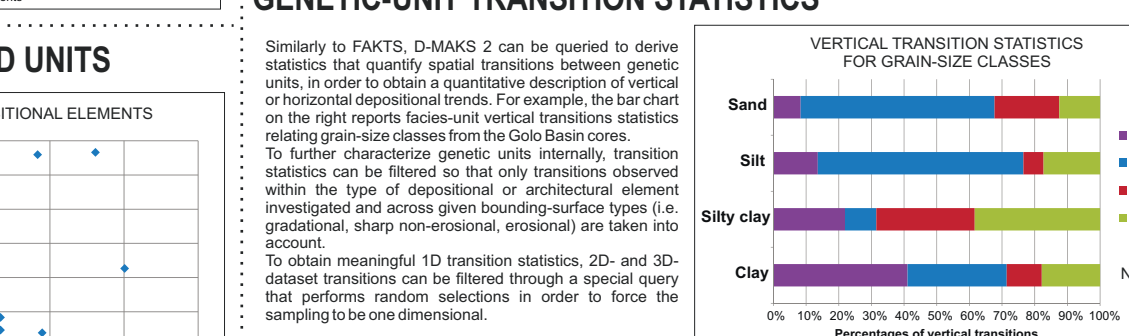 GENETIC-UNIT TRANSITION STATISTICS
D UNITS
ITIONAL ELEMENTS
Similarly to FAKTS, D-MAKS 2 can be queried to derive
statistics that quantify spatial transitions between genetic
units, in order to obtain a quantitative description of vertical
or horizontal depositional trends. For example, the bar chart
on the right reports facies-unit vertical transitions statistics
relating grain-size classes from the Golo Basin cores.
To further characterize genetic units internally, transition
statistics can be filtered so that only transitions observed
within the type of depositional or architectural element
investigated and across given bounding-surface types (i.e.
gradational, sharp non-erosional, erosional) are taken into
account.
To obtain meaningful 1D transition statistics, 2D- and 3D-
dataset transitions can be filtered through a special query
that performs random selections in order to force the
sampling to be one dimensional.
VERTICAL TRANSITION STATISTICS
FOR GRAIN-SIZE CLASSES
Sand
Silt
Silty clay
Clay
N
0% 10% 20% 30% 40% 50% 60% 70% 80% 90% 100%
Percentages of vertical transitions